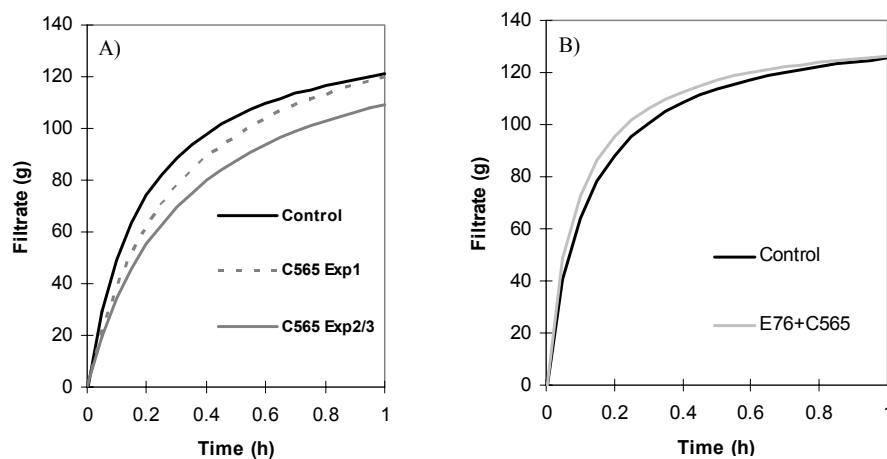 A)
140
120
100
80
60
40
20
0
Filtrate (g)
Control
C565 Exp1
C565 Exp2/3
0 0.2 0.4 0.6 0.8 1
Time (h)
B)
140
120
100
80
60
40
20
0
Filtrate (g)
Control
E76+C565
0 0.2 0.4 0.6 0.8 1
Time (h)